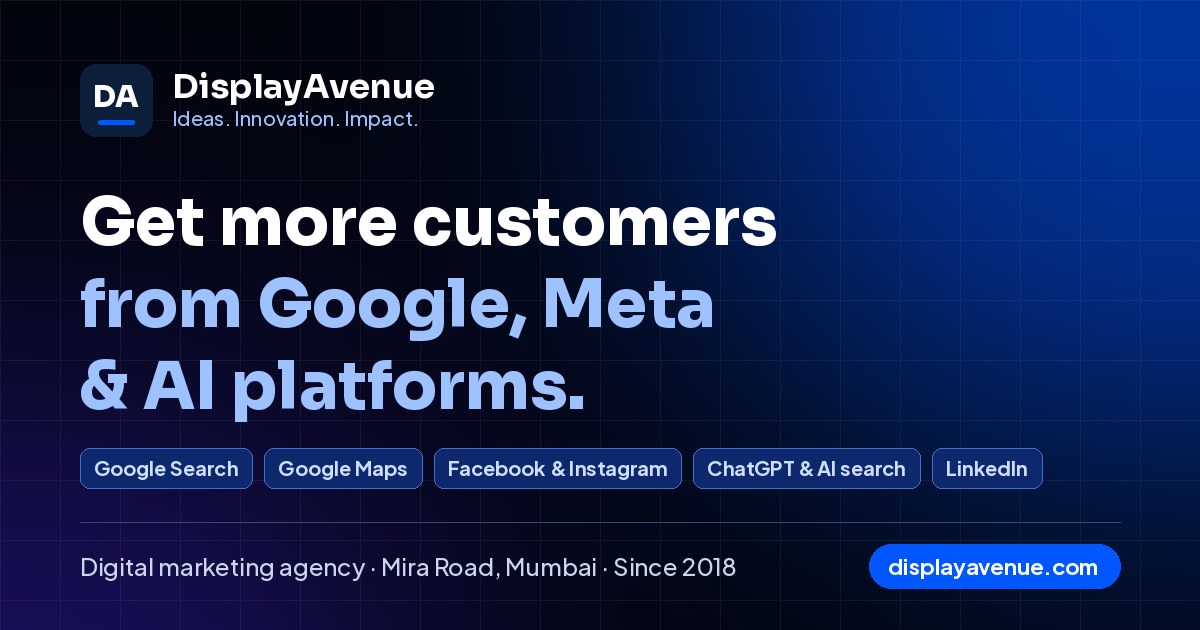 DA
DisplayAvenue
Ideas. Innovation. Impact.
Get more customers
from Google, Meta
& AI platforms.
Google Search
Google Maps
Facebook & Instagram
ChatGPT & AI search
LinkedIn
Digital marketing agency · Mira Road, Mumbai · Since 2018
displayavenue.com